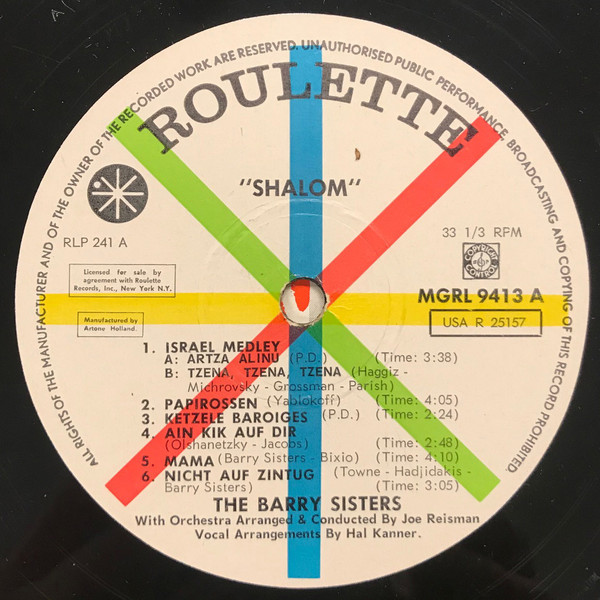 ALL RIGHTS OF THE MANUFACTURER AND OF THE OWNER OF THE RECORDED WORK ARE RESERVED. UNAUTHORISED PUBLIC PERFORMANCE, BROADCASTING AND COPYING OF THIS RECORD PROHIBITED.
ROULETTE
"SHALOM"
RLP 241 A
33 1/3 RPM
COPYRIGHT
CONTROL
Licensed for sale by
agreement with Roulette
Records, Inc., New York N.Y.
MGRL 9413 A
Manufactured by
Artone Holland.
USA R 25157
1. ISRAEL MEDLEY
A: ARTZA ALINU (P.D.) (Time: 3:38)
B: TZENA, TZENA, TZENA (Haggiz -
Michrovsky - Grossman - Parish)
2. PAPIROSSEN (Yablokoff) (Time: 4:05)
3. KETZELE BAROIGES (P.D.) (Time: 2:24)
4. AIN KIK AUF DIR
(Olshanetzky - Jacobs) (Time: 2:48)
5. MAMA (Barry Sisters - Bixio) (Time: 4:10)
6. NICHT AUF ZINTUG (Towne - Hadjidakis -
Barry Sisters) (Time: 3:05)
THE BARRY SISTERS
With Orchestra Arranged & Conducted By Joe Reisman
Vocal Arrangements By Hal Kanner.